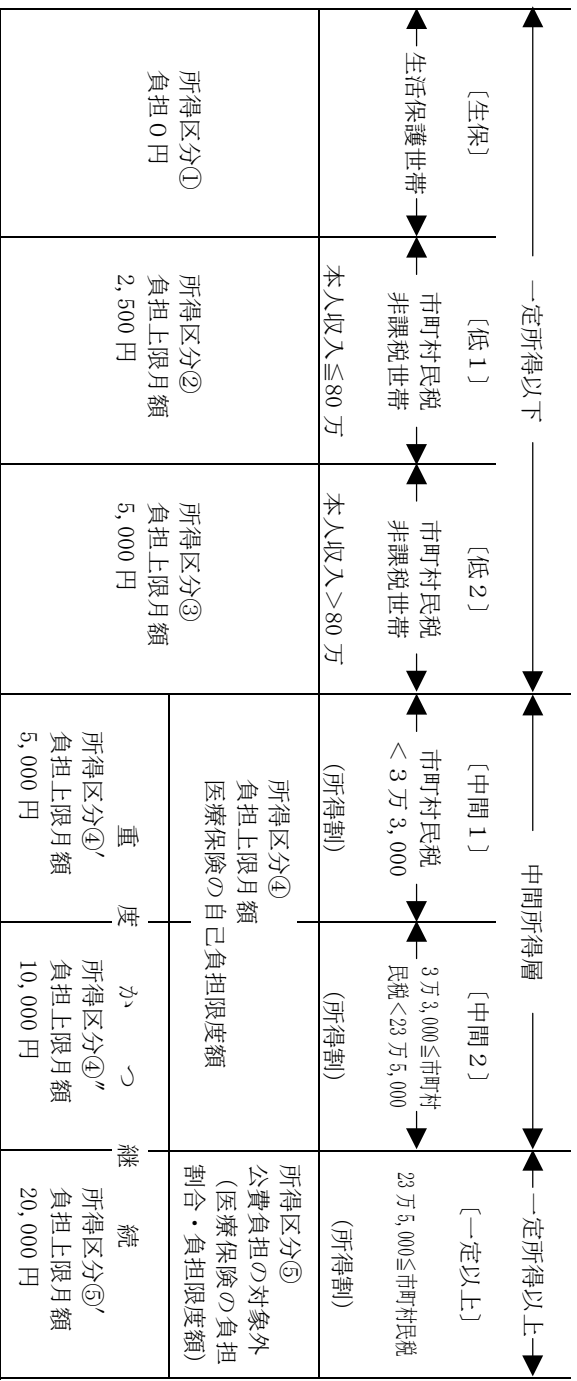 一定所得以下
中間所得層
一定所得以上
〔生保〕
〔低１〕
〔低２〕
〔中間１〕
〔中間２〕
〔一定以上〕
生活保護世帯
市町村民税
非課税世帯
市町村民税
非課税世帯
市町村民税
＜３万3,000
3万3,000≦市町村
民税＜23万5,000
23万5,000≦市町村民税
本人収入≦80万
本人収入＞80万
(所得割)
(所得割)
(所得割)
所得区分①
負担０円
所得区分②
負担上限月額
2,500円
所得区分③
負担上限月額
5,000円
所得区分④
負担上限月額
医療保険の自己負担限度額
所得区分⑤
公費負担の対象外
(医療保険の負担
割合・負担限度額)
重度かつ継続
所得区分④′
負担上限月額
5,000円
所得区分④″
負担上限月額
10,000円
所得区分⑤′
負担上限月額
20,000円